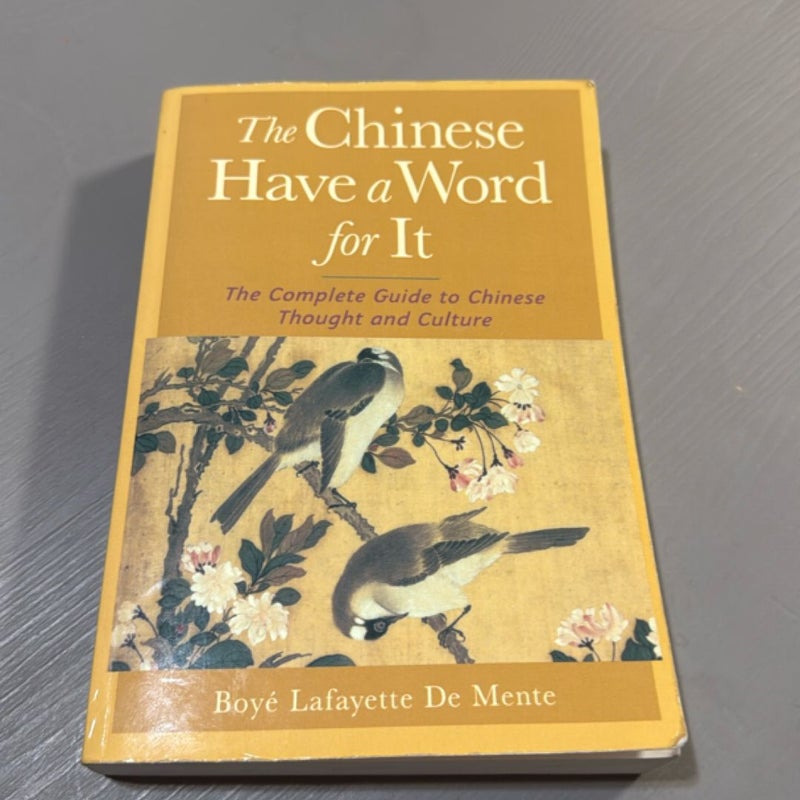 The Chinese
Have a Word
for It
The Complete Guide to Chinese
Thought and Culture
Boyé Lafayette De Mente